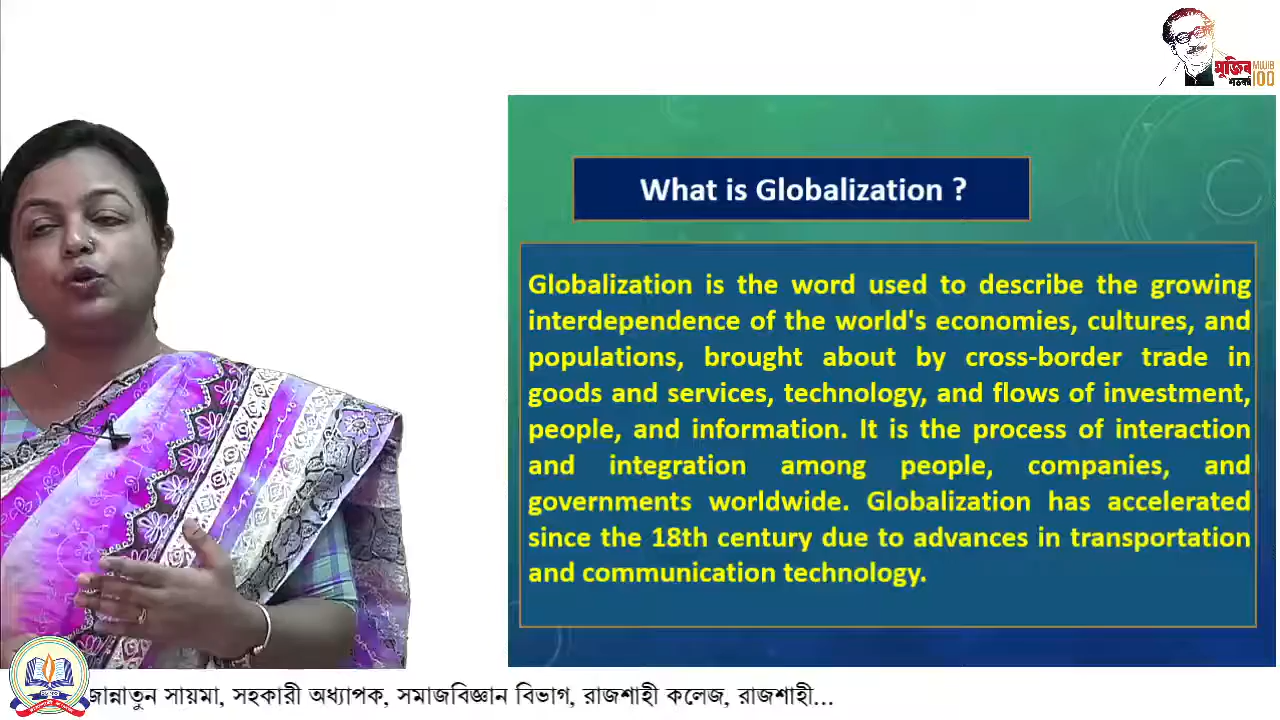 মুজিব
শতবর্ষ
MUJIB
100
What is Globalization ?
Globalization is the word used to describe the growing
interdependence of the world's economies, cultures, and
populations, brought about by cross-border trade in
goods and services, technology, and flows of investment,
people, and information. It is the process of interaction
and integration among people, companies, and
governments worldwide. Globalization has accelerated
since the 18th century due to advances in transportation
and communication technology.
জান্নাতুন সায়মা, সহকারী অধ্যাপক, সমাজবিজ্ঞান বিভাগ, রাজশাহী কলেজ, রাজশাহী...